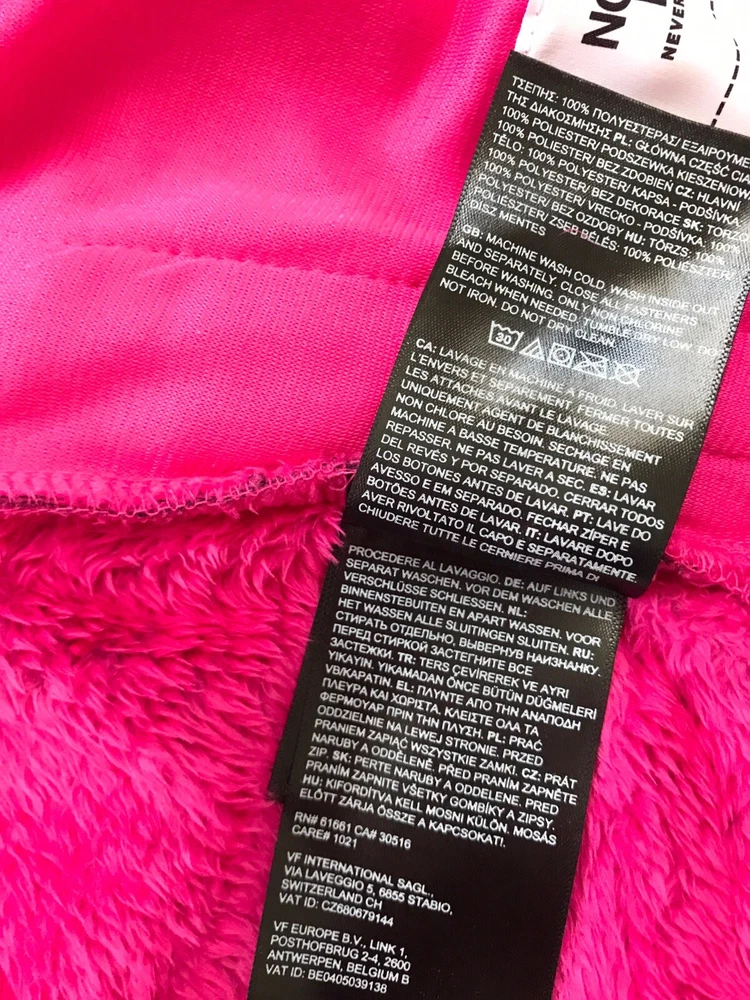 NO
NEVER
ΤΣΕΠΗΣ: 100% ΠΟΛΥΕΣΤΕΡΑΣ/ ΕΞΑΙΡΟΥΜΕ
ΤΗΣ ΔΙΑΚΟΣΜΗΣΗΣ PL: GŁÓWNA CZĘŚĆ CIA
100% POLIESTER/ PODSZEWKA KIESZENIOW
100% POLIESTER/ BEZ ZDOBIEŃ CZ: HLAVNÍ
TĚLO: 100% POLYESTER/ KAPSA - PODŠÍVKA
100% POLYESTER/ BEZ DEKORACE SK: TORZO
100% POLYESTER/ VRECKO - PODŠÍVKA
POLYESTER/ BEZ OZDOBY HU: TÖRZS: 100%
POLIESZTER/ ZSEB BÉLÉS: 100% POLIESZTER/
DÍSZ MENTES
GB: MACHINE WASH COLD, WASH INSIDE OUT
AND SEPARATELY. CLOSE ALL FASTENERS
BEFORE WASHING. ONLY NON-CHLORINE
BLEACH WHEN NEEDED. TUMBLE DRY LOW. DO
NOT IRON. DO NOT DRY CLEAN.
30
CA: LAVAGE EN MACHINE À FROID. LAVER SUR
L'ENVERS ET SÉPARÉMENT. FERMER TOUTES
LES ATTACHES AVANT LE LAVAGE.
UNIQUEMENT AGENT DE BLANCHISSEMENT
NON CHLORÉ AU BESOIN. SÉCHAGE EN
MACHINE À BASSE TEMPÉRATURE. NE PAS
REPASSER. NE PAS LAVER À SEC. ES: LAVAR
DEL REVÉS Y POR SEPARADO. CERRAR TODOS
LOS BOTONES ANTES DE LAVAR. PT: LAVE DO
AVESSO E EM SEPARADO. FECHAR ZÍPER E
BOTÕES ANTES DE LAVAR. IT: LAVARE DOPO
AVER RIVOLTATO IL CAPO E SEPARATAMENTE.
CHIUDERE TUTTE LE CERNIERE PRIMA DI
PROCEDERE AL LAVAGGIO. DE: AUF LINKS UND
SEPARAT WASCHEN. VOR DEM WASCHEN ALLE
VERSCHLÜSSE SCHLIESSEN. NL:
BINNENSTEBUITEN EN APART WASSEN. VOOR
HET WASSEN ALLE SLUITINGEN SLUITEN. RU:
СТИРАТЬ ОТДЕЛЬНО, ВЫВЕРНУВ НАИЗНАНКУ.
ПЕРЕД СТИРКОЙ ЗАСТЕГНИТЕ ВСЕ
ЗАСТЕЖКИ. TR: TERS ÇEVİREREK VE AYRI
YIKAYIN. YIKAMADAN ÖNCE BÜTÜN DÜĞMELERİ
VB/KAPATIN. EL: ΠΛΥΝΤΕ ΑΠΟ ΤΗΝ ΑΝΑΠΟΔΗ
ΠΛΕΥΡΑ ΚΑΙ ΧΩΡΙΣΤΑ. ΚΛΕΙΣΤΕ ΟΛΑ ΤΑ
ΦΕΡΜΟΥΑΡ ΠΡΙΝ ΤΗΝ ΠΛΥΣΗ. PL: PRAĆ
ODDZIELNIE NA LEWEJ STRONIE. PRZED
PRANIEM ZAPIĄĆ WSZYSTKIE ZAMKI. CZ: PRÁT
NARUBY A ODDĚLENĚ. PŘED PRANÍM ZAPNĚTE
ZIP. SK: PERTE NARUBY A ODDELENE. PRED
PRANÍM ZAPNITE VŠETKY GOMBÍKY A ZIPSY.
HU: KIFORDÍTVA KELL MOSNI KÜLÖN. MOSÁS
ELŐTT ZÁRJA ÖSSZE A KAPCSOKAT!.
RN# 61661 CA# 30516
CARE# 1021
VF INTERNATIONAL SAGL.,
VIA LAVEGGIO 5, 6855 STABIO,
SWITZERLAND CH
VAT ID: CZ680679144
VF EUROPE B.V., LINK 1,
POSTHOFBRUG 2-4, 2600
ANTWERPEN, BELGIUM B
VAT ID: BE0405039138